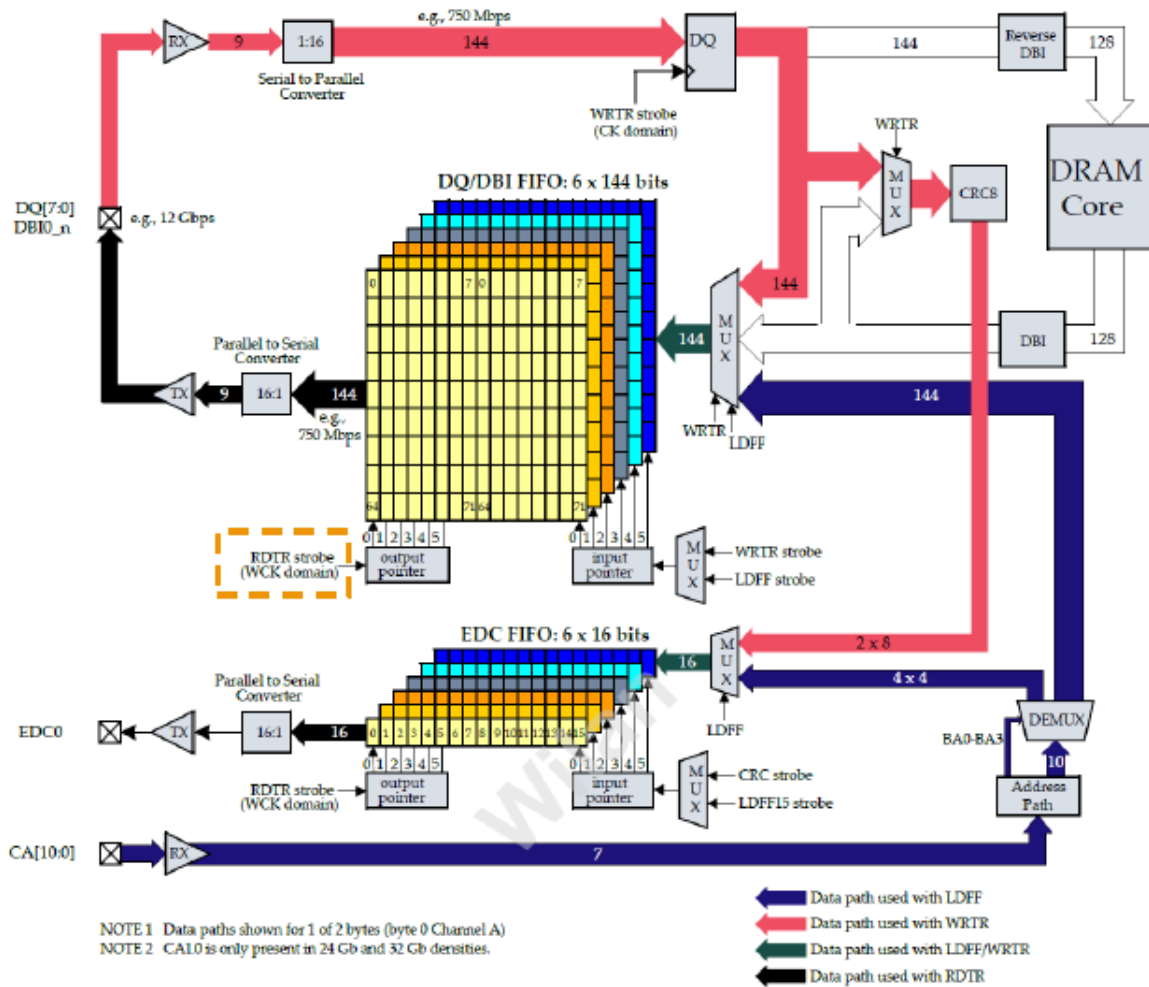 e.g., 750 Mbps
RX
9
1:16
144
DQ
144
Reverse
DBI
128
Serial to Parallel
Converter
WRTR strobe
(CK domain)
WRTR
MUX
CRC8
DRAM
Core
DQ/DBI FIFO: 6 x 144 bits
DQ[7:0]
DBI0_n
e.g., 12 Gbps
0
7
0
7
144
MUX
144
DBI
128
Parallel to Serial
Converter
TX
9
16:1
144
144
e.g.,
750 Mbps
WRTR
LDFF
64
71
64
71
0 1 2 3 4 5
0 1 2 3 4 5
RDTR strobe
(WCK domain)
output
pointer
input
pointer
MUX
WRTR strobe
LDFF strobe
EDC FIFO: 6 x 16 bits
MUX
2 x 8
16
4 x 4
Parallel to Serial
Converter
LDFF
DEMUX
EDC0
TX
16:1
16
0 1 2 3 4 5 6 7 8 9 10 11 12 13 14 15
BA0-BA3
10
0 1 2 3 4 5
0 1 2 3 4 5
RDTR strobe
(WCK domain)
output
pointer
input
pointer
MUX
CRC strobe
LDFF15 strobe
Address
Path
CA[10:0]
RX
7
Data path used with LDFF
NOTE 1 Data paths shown for 1 of 2 bytes (byte 0 Channel A)
Data path used with WRTR
NOTE 2 CA10 is only present in 24 Gb and 32 Gb densities.
Data path used with LDFF/WRTR
Data path used with RDTR